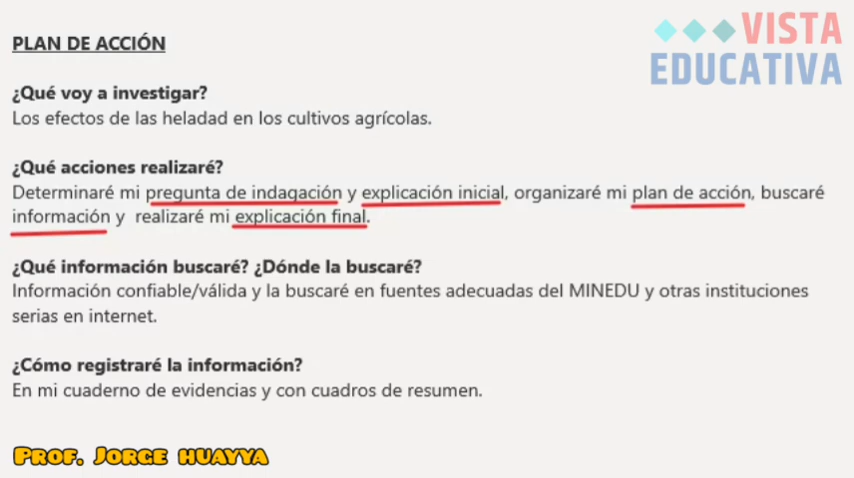 VISTA
EDUCATIVA
PLAN DE ACCIÓN
¿Qué voy a investigar?
Los efectos de las heladad en los cultivos agrícolas.
¿Qué acciones realizaré?
Determinaré mi pregunta de indagación y explicación inicial, organizaré mi plan de acción, buscaré
información y realizaré mi explicación final.
¿Qué información buscaré? ¿Dónde la buscaré?
Información confiable/válida y la buscaré en fuentes adecuadas del MINEDU y otras instituciones
serias en internet.
¿Cómo registraré la información?
En mi cuaderno de evidencias y con cuadros de resumen.
PROF. JORGE HUAYYA